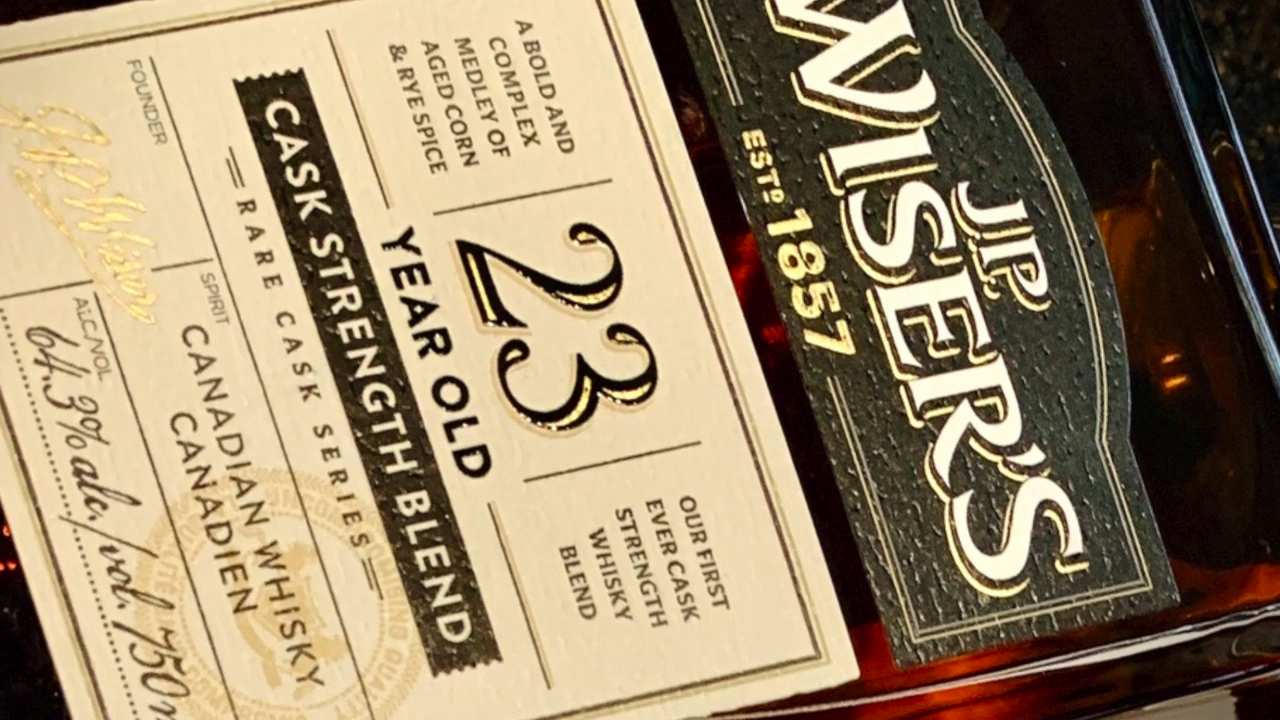 J.P.
WISER'S
ESTD 1857
A BOLD AND
COMPLEX
MEDLEY OF
AGED CORN
& RYE SPICE
23
YEAR OLD
OUR FIRST
EVER CASK
STRENGTH
WHISKY
BLEND
CASK STRENGTH BLEND
RARE CASK SERIES
FOUNDER
J.P. Wiser
SPIRIT
CANADIAN WHISKY
CANADIEN
ALC/VOL
64.3% alc./vol. 750